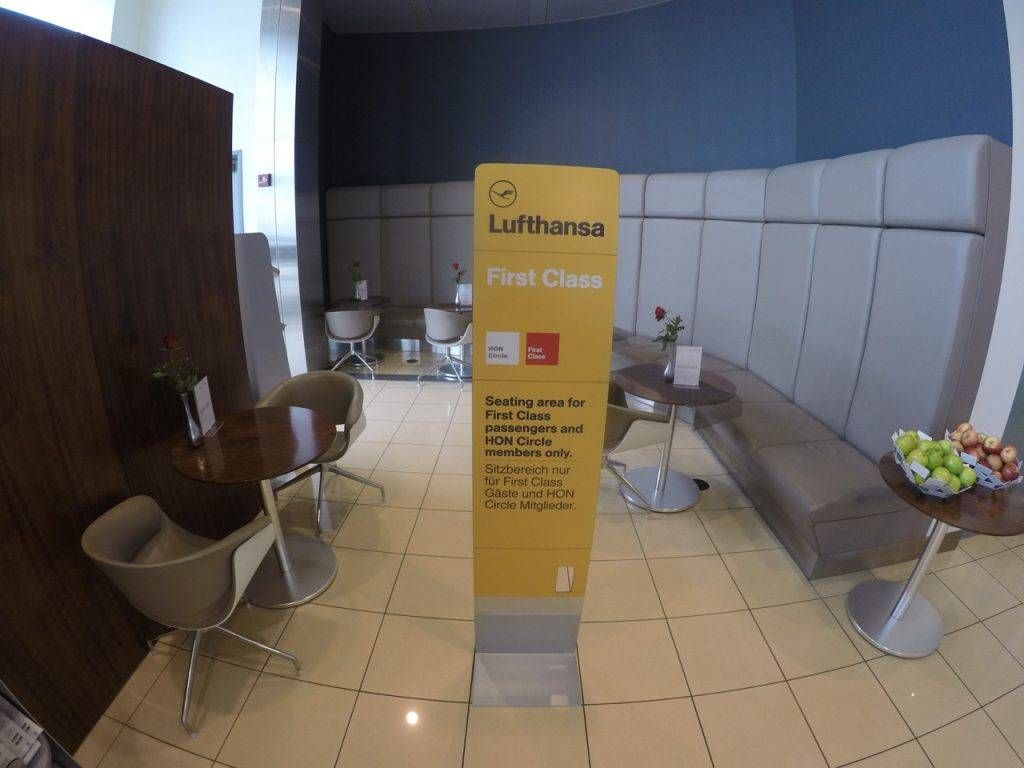 Lufthansa
First Class
HON
Circle
First
Class
Seating area for
First Class
passengers and
HON Circle
members only.
Sitzbereich nur
für First Class
Gäste und HON
Circle Mitglieder.